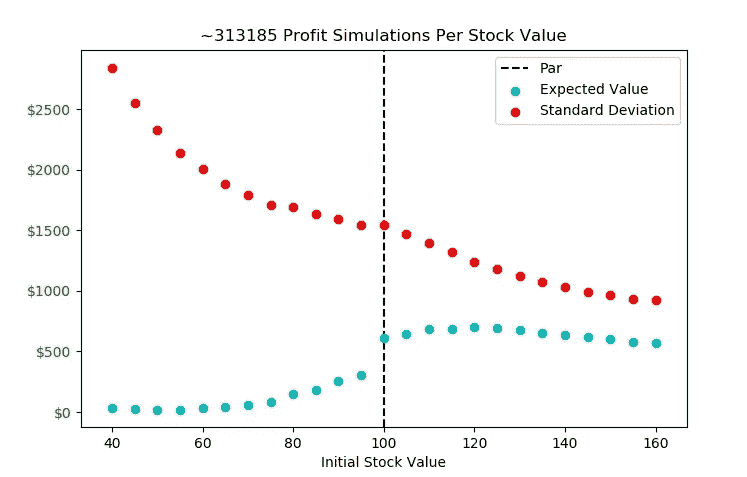 ~313185 Profit Simulations Per Stock Value
Par
Expected Value
Standard Deviation
$2500
$2000
$1500
$1000
$500
$0
40 60 80 100 120 140 160
Initial Stock Value